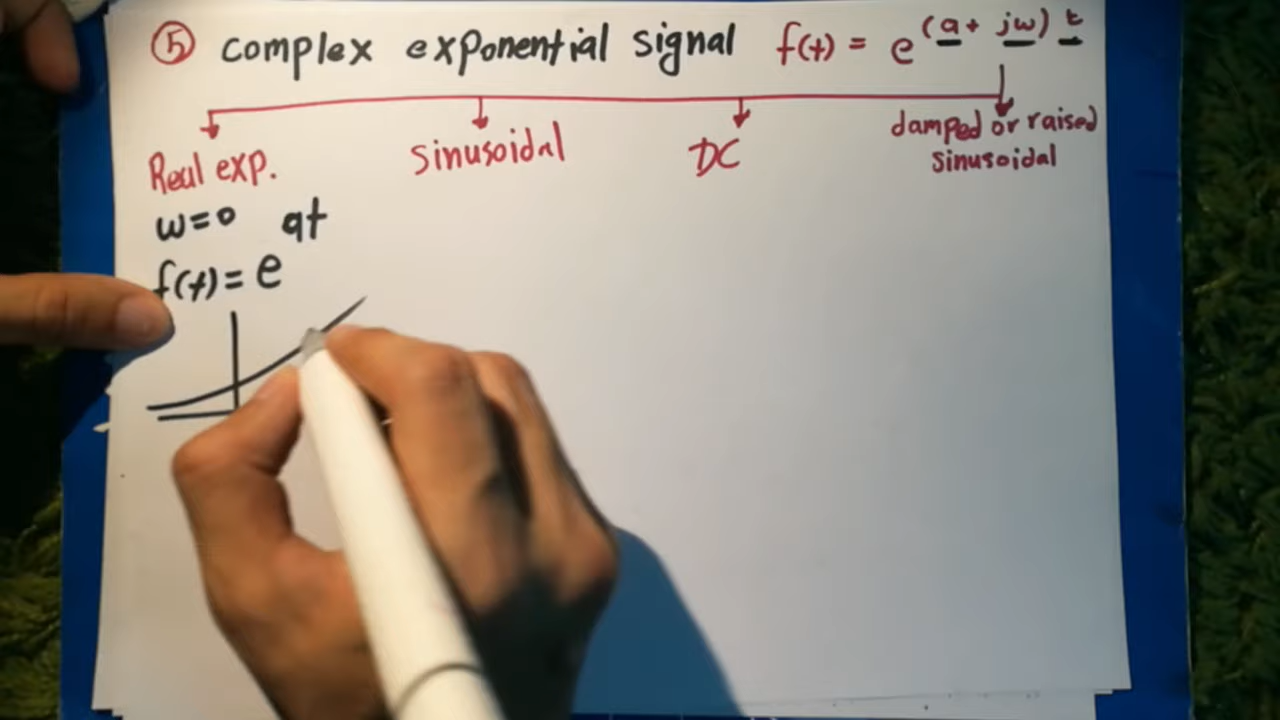 ⑤ complex exponential signal f(t) = e^(a + jw) t
Real exp.
sinusoidal
DC
damped or raised
sinusoidal
w=0
f(t) = e^at